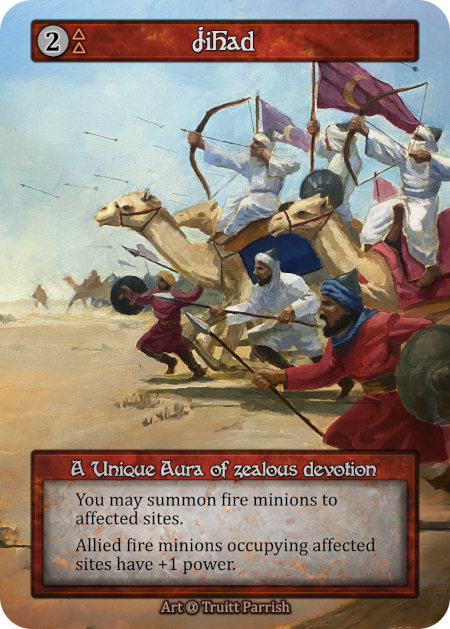 2
Jihad
A Unique Aura of zealous devotion
You may summon fire minions to
affected sites.
Allied fire minions occupying affected
sites have +1 power.
Art @ Truitt Parrish